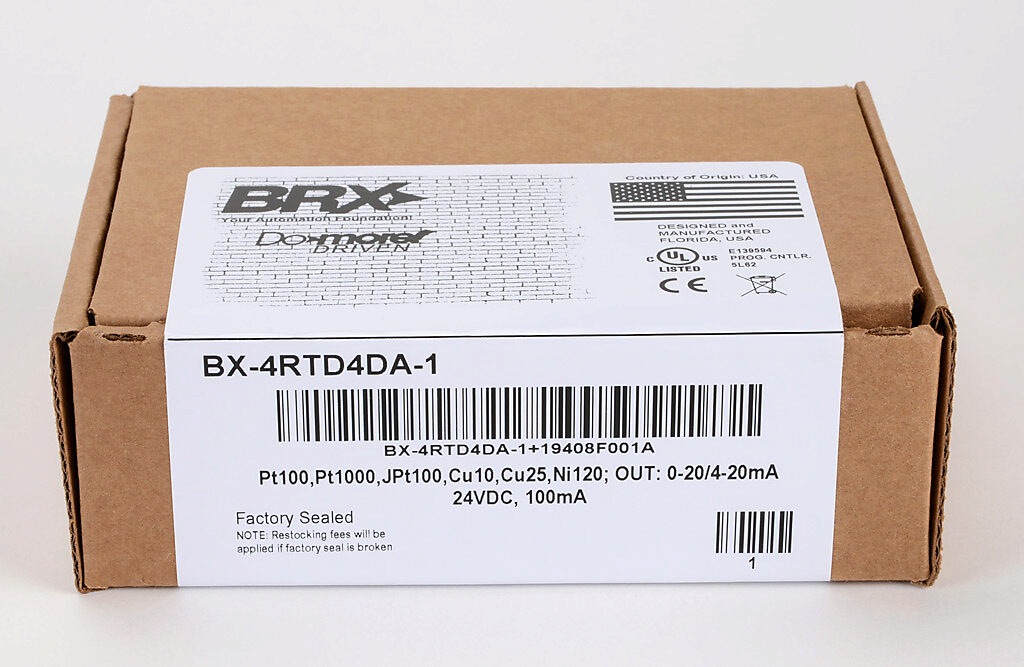 BRX
Your Automation Foundation!
Do-more!
DRIVEN
Country of Origin: USA
DESIGNED and
MANUFACTURED
FLORIDA, USA
C UL US
LISTED
E139594
PROG. CNTLR.
5L62
CE
BX-4RTD4DA-1
BX-4RTD4DA-1+19408F001A
Pt100,Pt1000,JPt100,Cu10,Cu25,Ni120; OUT: 0-20/4-20mA
24VDC, 100mA
Factory Sealed
NOTE: Restocking fees will be
applied if factory seal is broken
1